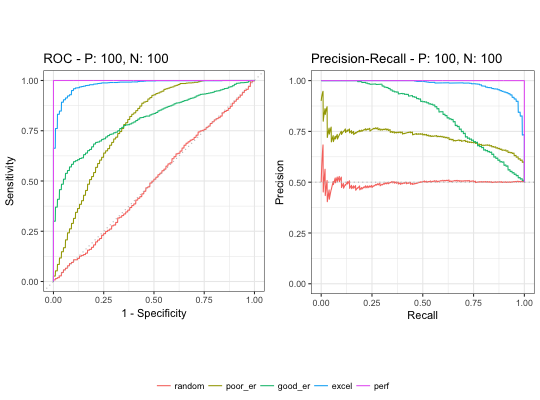 ROC - P: 100, N: 100
1.00
0.75
0.50
0.25
0.00
Sensitivity
0.00 0.25 0.50 0.75 1.00
1 - Specificity
Precision-Recall - P: 100, N: 100
1.00
0.75
0.50
0.25
0.00
Precision
0.00 0.25 0.50 0.75 1.00
Recall
random poor_er good_er excel perf